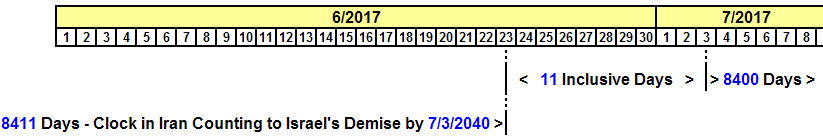 6/2017 7/2017
1 2 3 4 5 6 7 8 9 10 11 12 13 14 15 16 17 18 19 20 21 22 23 24 25 26 27 28 29 30 1 2 3 4 5 6 7 8
< 11 Inclusive Days > > 8400 Days >
8411 Days - Clock in Iran Counting to Israel's Demise by 7/3/2040 >